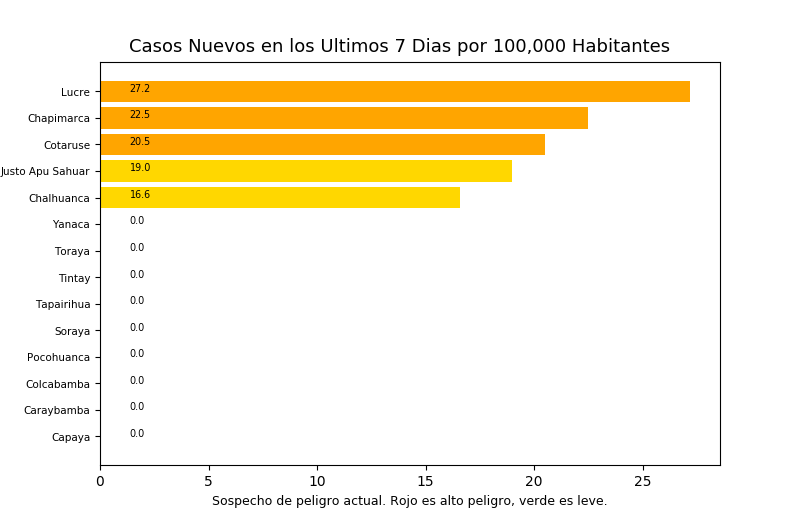 Casos Nuevos en los Ultimos 7 Dias por 100,000 Habitantes
Lucre 27.2
Chapimarca 22.5
Cotaruse 20.5
Justo Apu Sahuar 19.0
Chalhuanca 16.6
Yanaca 0.0
Toraya 0.0
Tintay 0.0
Tapairihua 0.0
Soraya 0.0
Pocohuanca 0.0
Colcabamba 0.0
Caraybamba 0.0
Capaya 0.0
0 5 10 15 20 25
Sospecho de peligro actual. Rojo es alto peligro, verde es leve.